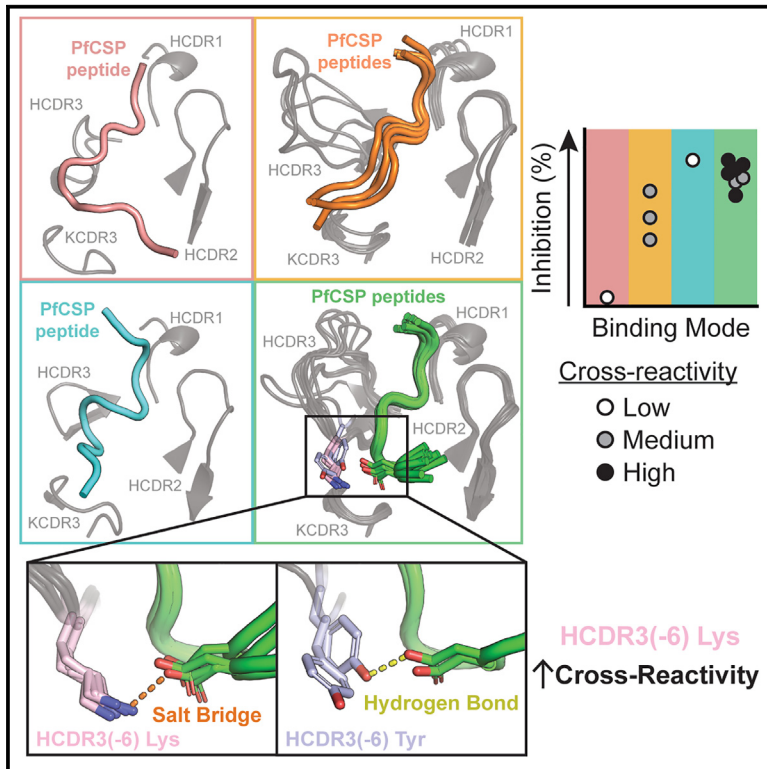 PfCSP
peptide
HCDR1
HCDR3
KCDR3
HCDR2
PfCSP
peptides
HCDR1
HCDR3
KCDR3
HCDR2
PfCSP
peptide
HCDR1
HCDR3
HCDR2
KCDR3
PfCSP peptides
HCDR1
HCDR3
HCDR2
KCDR3
Salt Bridge
HCDR3(-6) Lys
Hydrogen Bond
HCDR3(-6) Tyr
Inhibition (%)
Binding Mode
Cross-reactivity
Low
Medium
High
HCDR3(-6) Lys
↑Cross-Reactivity